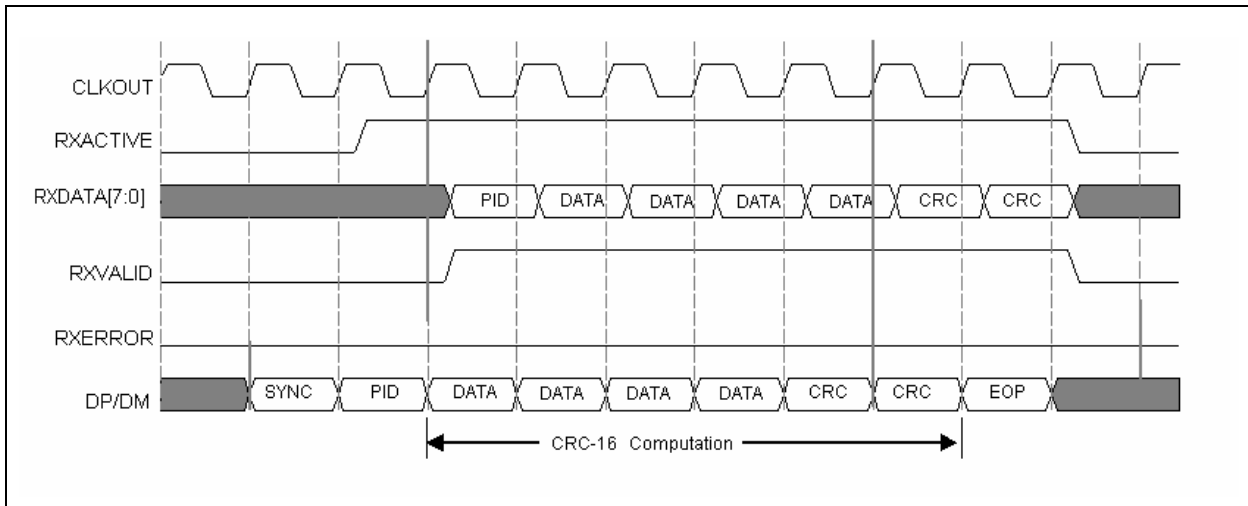 CLKOUT
RXACTIVE
RXDATA[7:0] PID DATA DATA DATA DATA CRC CRC
RXVALID
RXERROR
DP/DM SYNC PID DATA DATA DATA DATA CRC CRC EOP
CRC-16 Computation